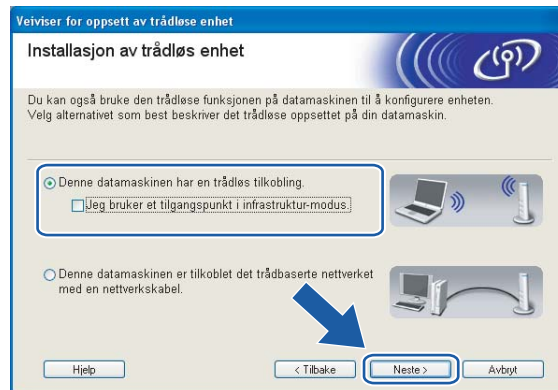 Veiviser for oppsett av trådløse enhet
Installasjon av trådløs enhet
Du kan også bruke den trådløse funksjonen på datamaskinen til å konfigurere enheten.
Velg alternativet som best beskriver det trådløse oppsettet på din datamaskin.
Denne datamaskinen har en trådløs tilkobling.
Jeg bruker et tilgangspunkt i infrastruktur-modus.
Denne datamaskinen er tilkoblet det trådbaserte nettverket
med en nettverkskabel.
Hjelp
< Tilbake
Neste >
Avbryt